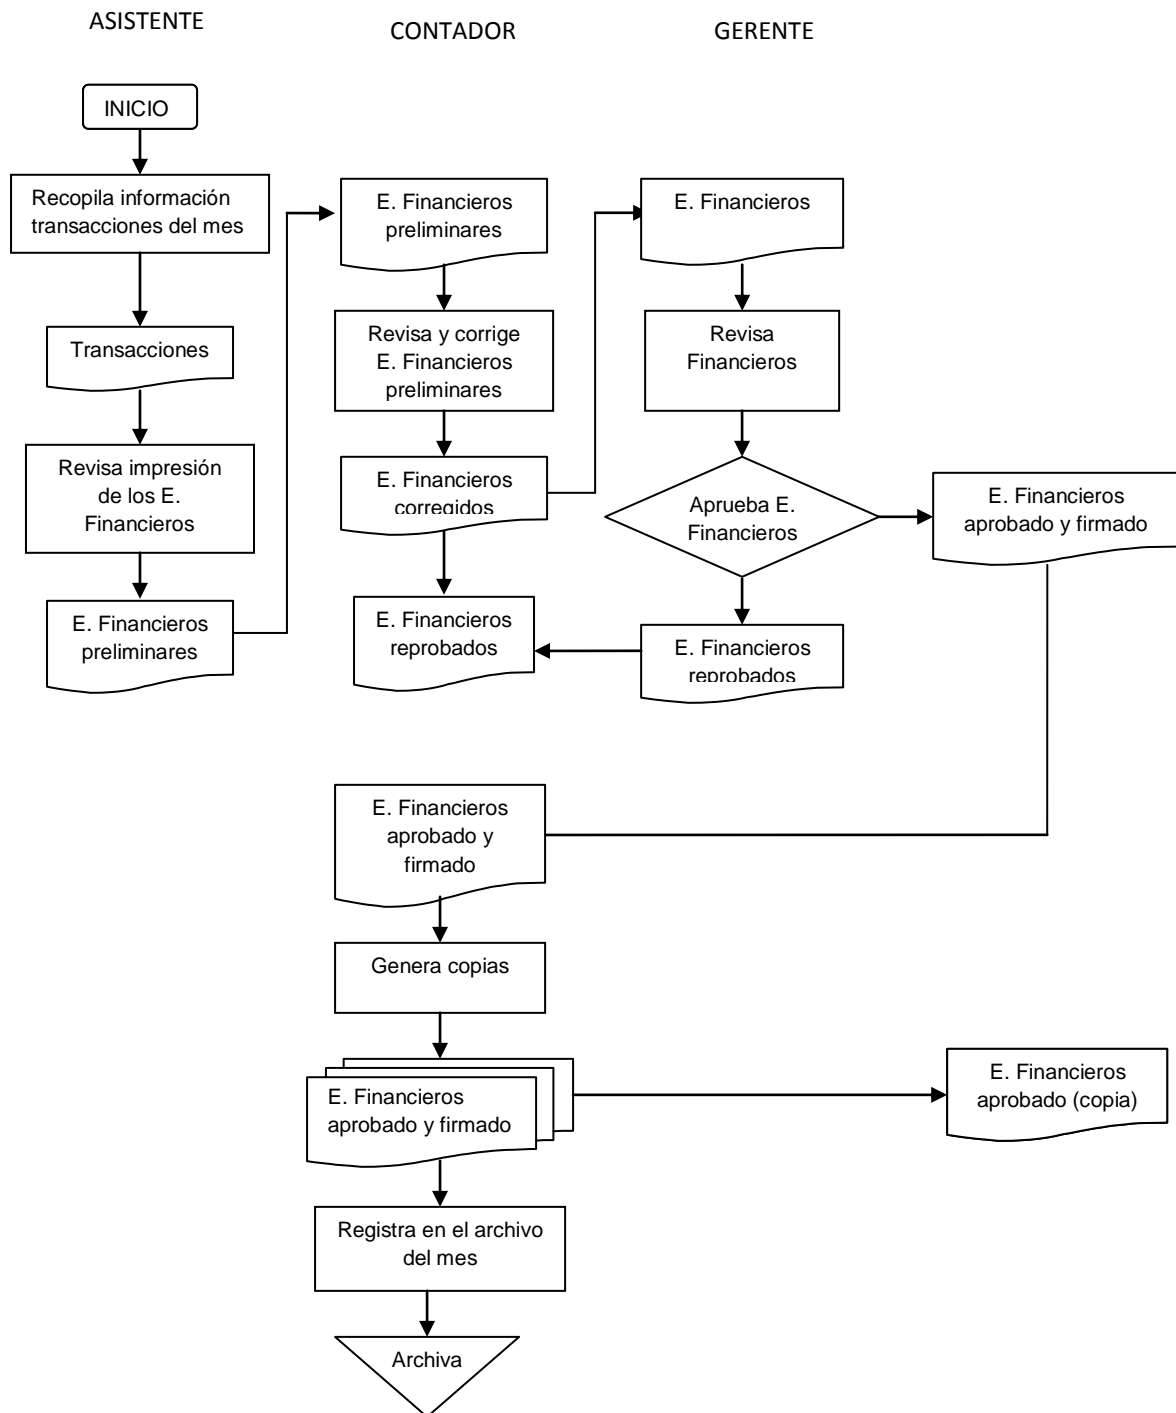 ASISTENTE
CONTADOR
GERENTE
INICIO
Recopila información
transacciones del mes
Transacciones
Revisa impresión
de los E.
Financieros
E. Financieros
preliminares
E. Financieros
preliminares
Revisa y corrige
E. Financieros
preliminares
E. Financieros
corregidos
E. Financieros
reprobados
E. Financieros
Revisa
Financieros
Aprueba E.
Financieros
E. Financieros
reprobados
E. Financieros
aprobado y firmado
E. Financieros
aprobado y
firmado
Genera copias
E. Financieros
aprobado y firmado
E. Financieros
aprobado (copia)
Registra en el archivo
del mes
Archiva